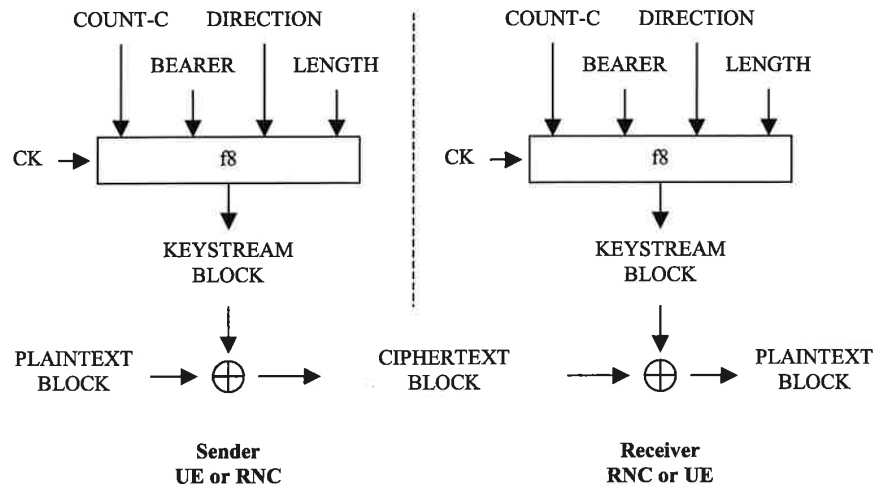 COUNT-C DIRECTION
BEARER LENGTH
CK f8
KEYSTREAM
BLOCK
PLAINTEXT
BLOCK
CIPHERTEXT
BLOCK
Sender
UE or RNC
COUNT-C DIRECTION
BEARER LENGTH
CK f8
KEYSTREAM
BLOCK
PLAINTEXT
BLOCK
Receiver
RNC or UE